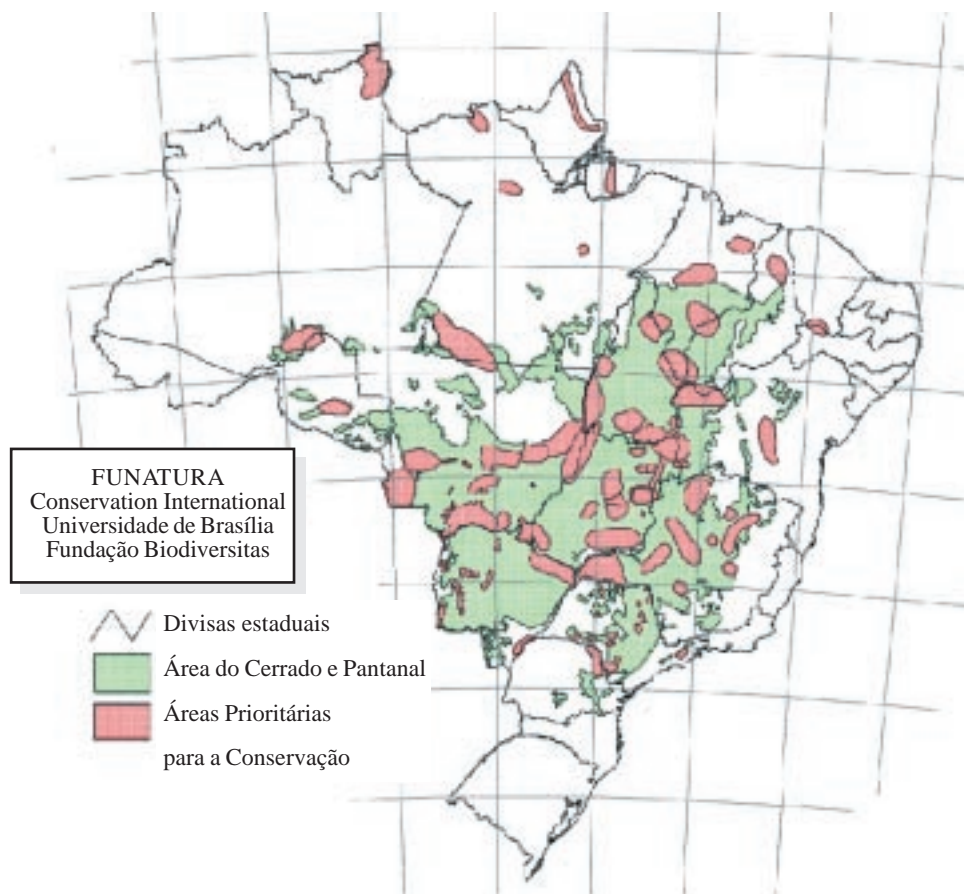 FUNATURA
Conservation International
Universidade de Brasília
Fundação Biodiversitas
Divisas estaduais
Área do Cerrado e Pantanal
Áreas Prioritárias
para a Conservação